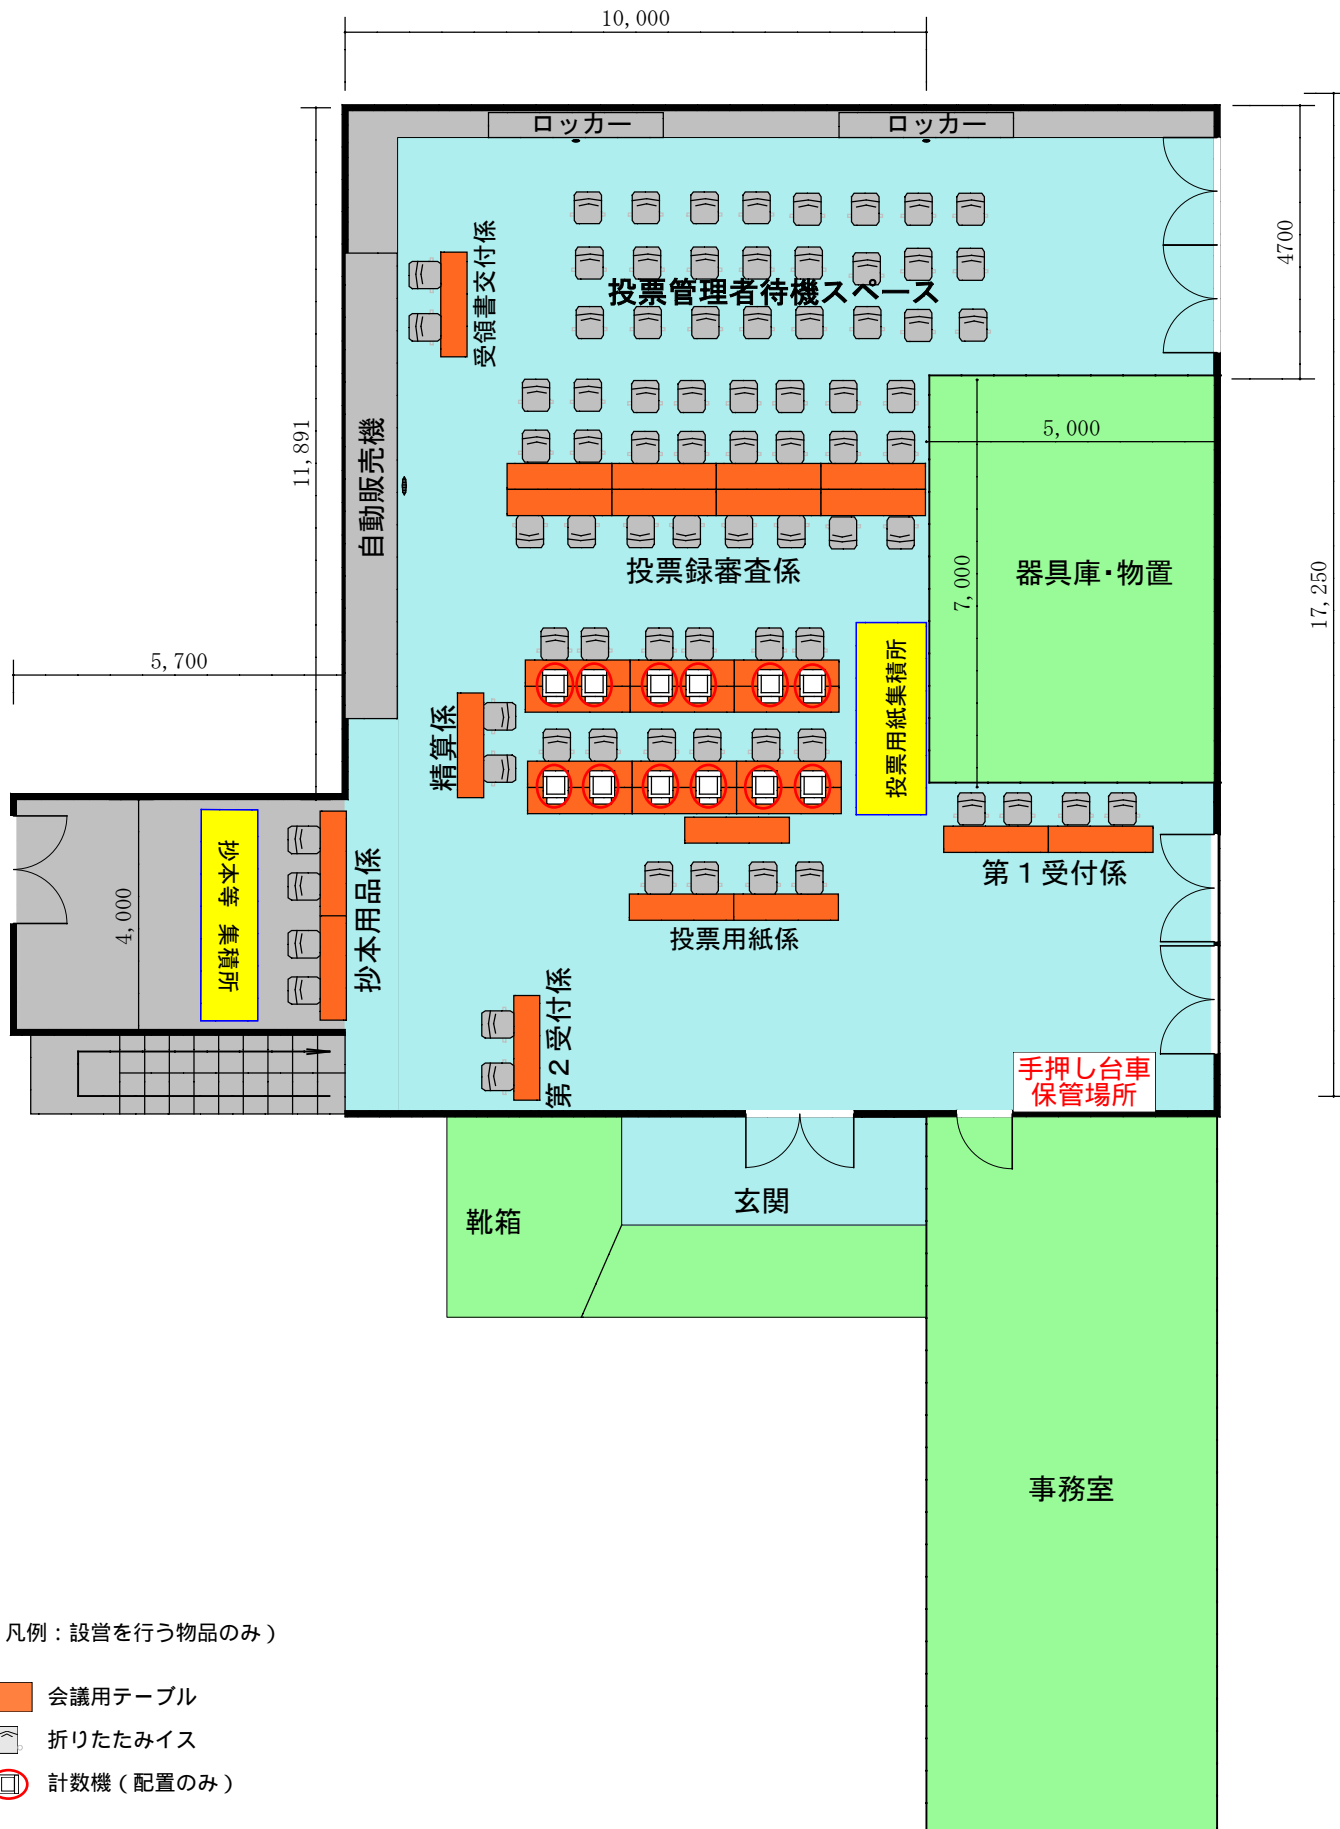 10,000
ロッカー
ロッカー
4700
受領書交付係
投票管理者待機スペース
11,891
自動販売機
5,000
7,000
器具庫・物置
17,250
投票録審査係
5,700
精算係
投票用紙集積所
抄本等 集積所
4,000
抄本用品係
第1受付係
投票用紙係
第2受付係
手押し台車
保管場所
玄関
靴箱
事務室
凡例：設営を行う物品のみ）
会議用テーブル
折りたたみイス
計数機（配置のみ）